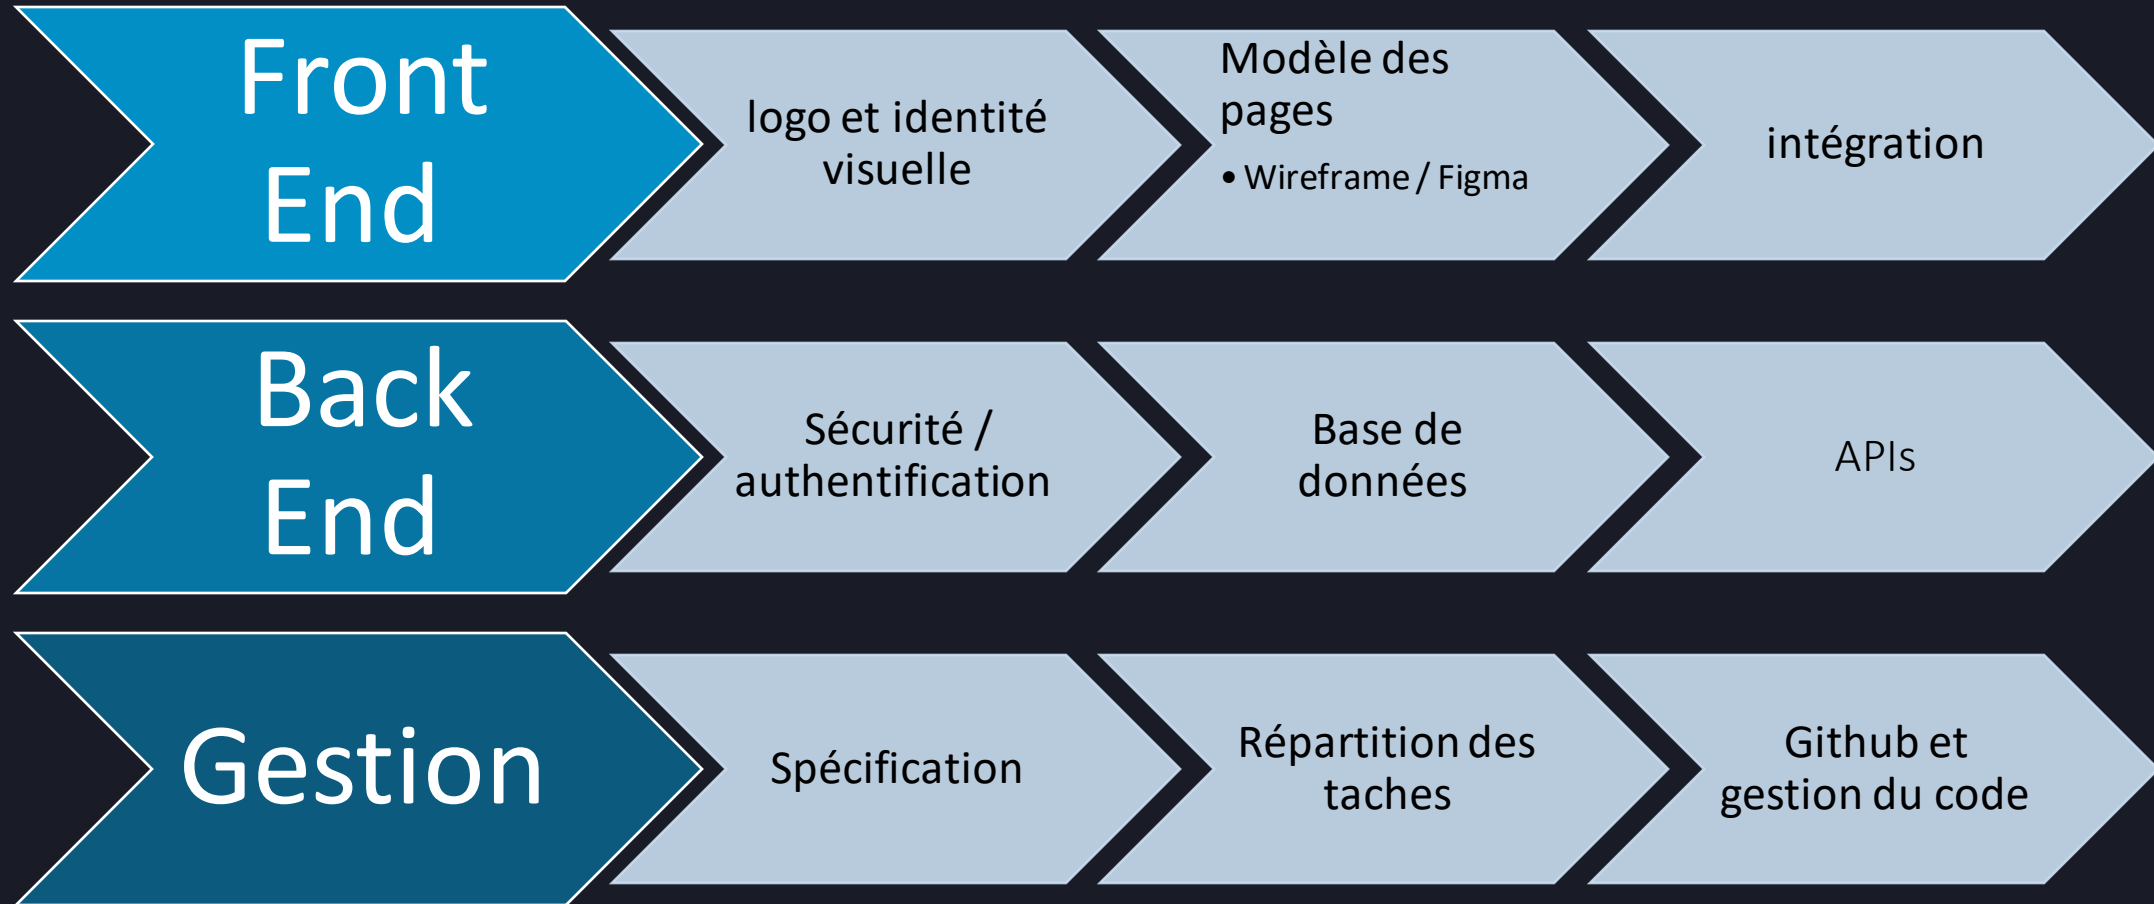 Front
End
logo et identité
visuelle
Modèle des
pages
• Wireframe / Figma
intégration
Back
End
Sécurité /
authentification
Base de
données
APIs
Gestion
Spécification
Répartition des
taches
Github et
gestion du code